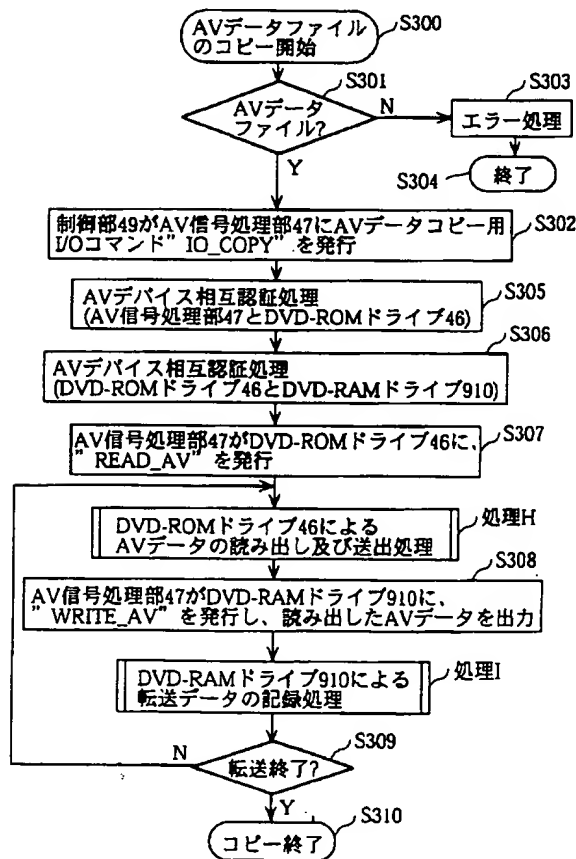 AVデータファイル
のコピー開始
S300
S301
AVデータ
ファイル?
N
S303
エラー処理
S304
終了
Y
制御部49がAV信号処理部47にAVデータコピー用
I/Oコマンド” IO_COPY” を発行
S302
AVデバイス相互認証処理
(AV信号処理部47とDVD-ROMドライブ46)
S305
S306
AVデバイス相互認証処理
(DVD-ROMドライブ46とDVD-RAMドライブ910)
AV信号処理部47がDVD-ROMドライブ46に、
” READ_AV” を発行
S307
DVD-ROMドライブ46による
AVデータの読み出し及び送出処理
処理H
S308
AV信号処理部47がDVD-RAMドライブ910に、
” WRITE_AV” を発行し、読み出したAVデータを出力
DVD-RAMドライブ910による
転送データの記録処理
処理I
S309
N
転送終了?
Y
S310
コピー終了